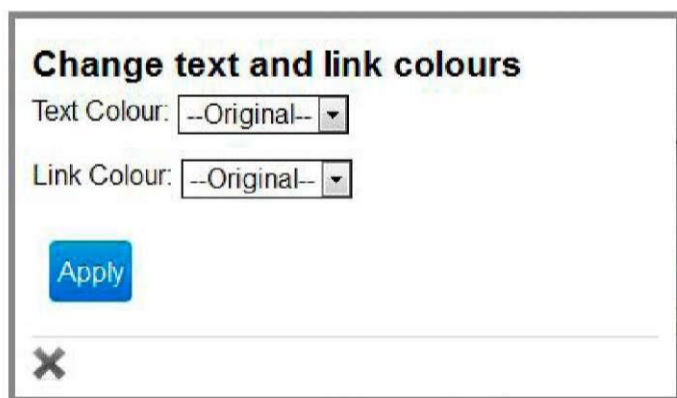 Change text and link colours
Text Colour: --Original--
Link Colour: --Original--
Apply